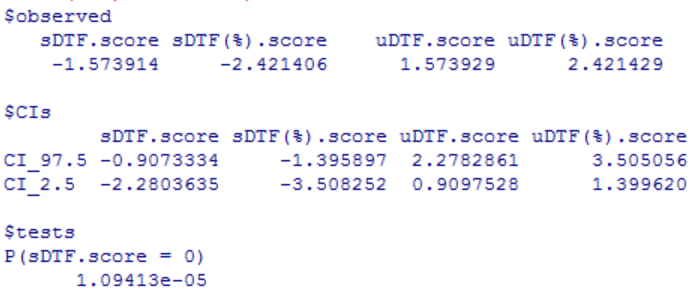 $observed
sDTF.score sDTF(%).score uDTF.score uDTF(%).score
-1.573914 -2.421406 1.573929 2.421429
$CIs
sDTF.score sDTF(%).score uDTF.score uDTF(%).score
CI_97.5 -0.9073334 -1.395897 2.2782861 3.505056
CI_2.5 -2.2803635 -3.508252 0.9097528 1.399620
$tests
P(sDTF.score = 0)
1.09413e-05